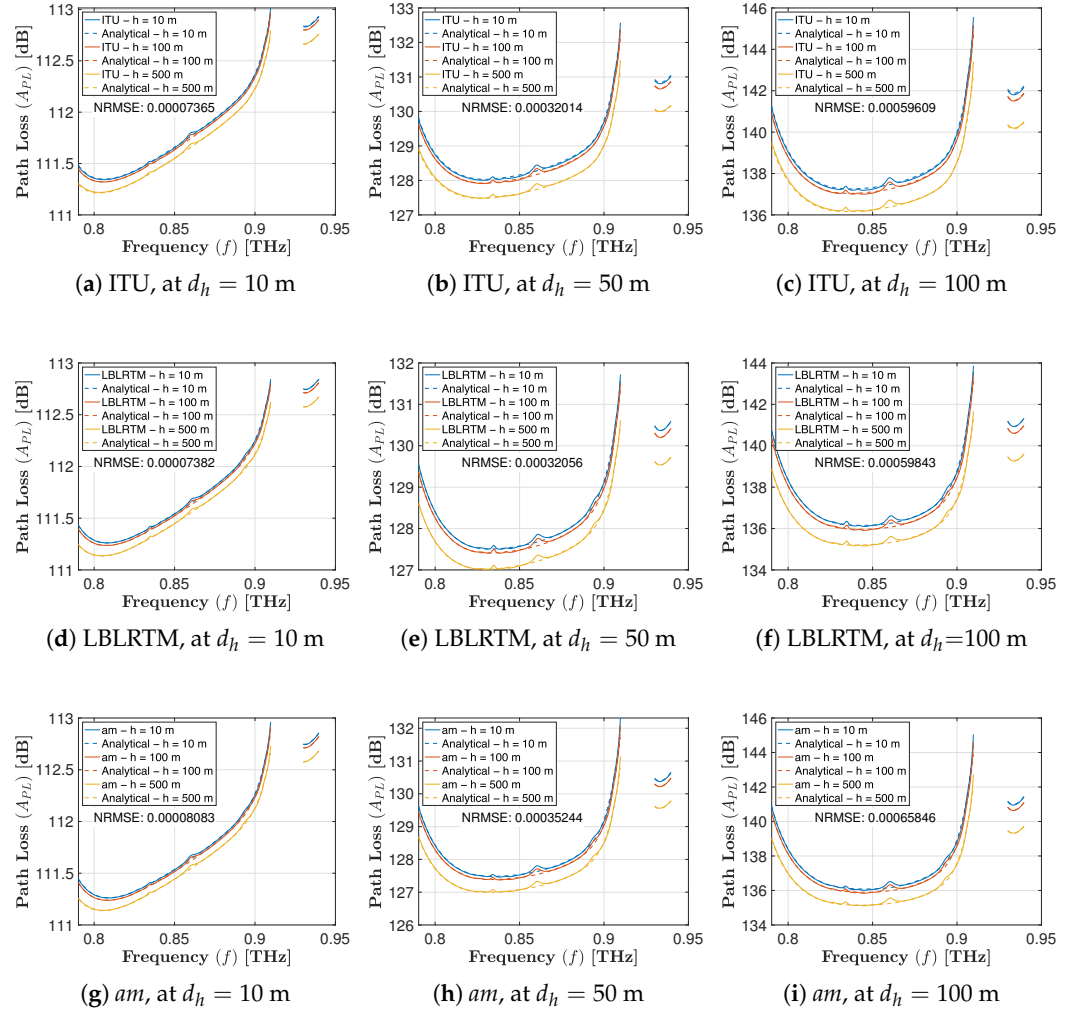 113
112.5
112
111.5
111
Path Loss (A_PL) [dB]
ITU – h = 10 m
Analytical – h = 10 m
ITU – h = 100 m
Analytical – h = 100 m
ITU – h = 500 m
Analytical – h = 500 m
NRMSE: 0.00007365
0.8 0.85 0.9 0.95
Frequency (f) [THz]
(a) ITU, at d_h = 10 m
133
132
131
130
129
128
127
Path Loss (A_PL) [dB]
ITU – h = 10 m
Analytical – h = 10 m
ITU – h = 100 m
Analytical – h = 100 m
ITU – h = 500 m
Analytical – h = 500 m
NRMSE: 0.00032014
0.8 0.85 0.9 0.95
Frequency (f) [THz]
(b) ITU, at d_h = 50 m
146
144
142
140
138
136
Path Loss (A_PL) [dB]
ITU – h = 10 m
Analytical – h = 10 m
ITU – h = 100 m
Analytical – h = 100 m
ITU – h = 500 m
Analytical – h = 500 m
NRMSE: 0.00059609
0.8 0.85 0.9 0.95
Frequency (f) [THz]
(c) ITU, at d_h = 100 m
113
112.5
112
111.5
111
Path Loss (A_PL) [dB]
LBLRTM – h = 10 m
Analytical – h = 10 m
LBLRTM – h = 100 m
Analytical – h = 100 m
LBLRTM – h = 500 m
Analytical – h = 500 m
NRMSE: 0.00007382
0.8 0.85 0.9 0.95
Frequency (f) [THz]
(d) LBLRTM, at d_h = 10 m
132
131
130
129
128
127
Path Loss (A_PL) [dB]
LBLRTM – h = 10 m
Analytical – h = 10 m
LBLRTM – h = 100 m
Analytical – h = 100 m
LBLRTM – h = 500 m
Analytical – h = 500 m
NRMSE: 0.00032056
0.8 0.85 0.9 0.95
Frequency (f) [THz]
(e) LBLRTM, at d_h = 50 m
144
142
140
138
136
134
Path Loss (A_PL) [dB]
LBLRTM – h = 10 m
Analytical – h = 10 m
LBLRTM – h = 100 m
Analytical – h = 100 m
LBLRTM – h = 500 m
Analytical – h = 500 m
NRMSE: 0.00059843
0.8 0.85 0.9 0.95
Frequency (f) [THz]
(f) LBLRTM, at d_h=100 m
113
112.5
112
111.5
111
Path Loss (A_PL) [dB]
am – h = 10 m
Analytical – h = 10 m
am – h = 100 m
Analytical – h = 100 m
am – h = 500 m
Analytical – h = 500 m
NRMSE: 0.00008083
0.8 0.85 0.9 0.95
Frequency (f) [THz]
(g) am, at d_h = 10 m
132
131
130
129
128
127
126
Path Loss (A_PL) [dB]
am – h = 10 m
Analytical – h = 10 m
am – h = 100 m
Analytical – h = 100 m
am – h = 500 m
Analytical – h = 500 m
NRMSE: 0.00035244
0.8 0.85 0.9 0.95
Frequency (f) [THz]
(h) am, at d_h = 50 m
146
144
142
140
138
136
134
Path Loss (A_PL) [dB]
am – h = 10 m
Analytical – h = 10 m
am – h = 100 m
Analytical – h = 100 m
am – h = 500 m
Analytical – h = 500 m
NRMSE: 0.00065846
0.8 0.85 0.9 0.95
Frequency (f) [THz]
(i) am, at d_h = 100 m